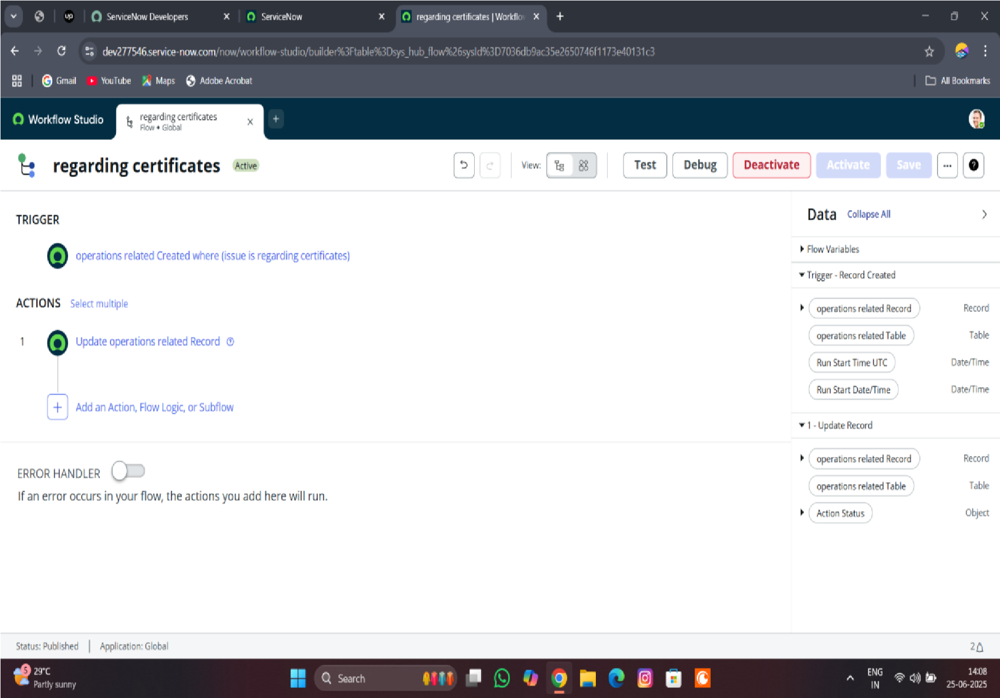 ServiceNow Developers
ServiceNow
regarding certificates | Workflow
dev277546.service-now.com/now/workflow-studio/builder%3Ftable%3Dsys_hub_flow%26sysId%3D7036db9ac35e2650746f1173e40131c3
Gmail
YouTube
Maps
Adobe Acrobat
All Bookmarks
Workflow Studio
regarding certificates
Flow • Global
regarding certificates
Active
View:
Test
Debug
Deactivate
Activate
Save
TRIGGER
operations related Created where (issue is regarding certificates)
ACTIONS
Select multiple
1
Update operations related Record
Add an Action, Flow Logic, or Subflow
ERROR HANDLER
If an error occurs in your flow, the actions you add here will run.
Data
Collapse All
Flow Variables
Trigger - Record Created
operations related Record
Record
operations related Table
Table
Run Start Time UTC
Date/Time
Run Start Date/Time
Date/Time
1 - Update Record
operations related Record
Record
operations related Table
Table
Action Status
Object
Status: Published
Application: Global
2
5
29°C
Partly sunny
Search
ENG
IN
14:08
25-06-2025